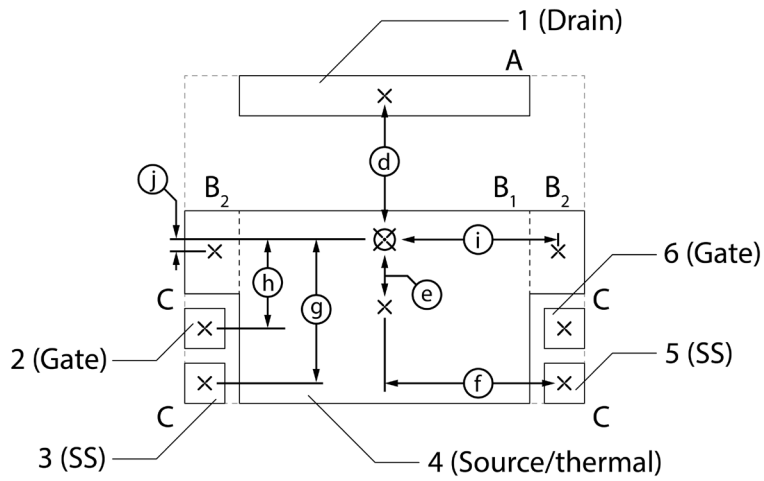 1 (Drain)
A
d
j
B₂
B₁
B₂
i
h
e
g
6 (Gate)
C
C
2 (Gate)
5 (SS)
f
C
C
3 (SS)
4 (Source/thermal)